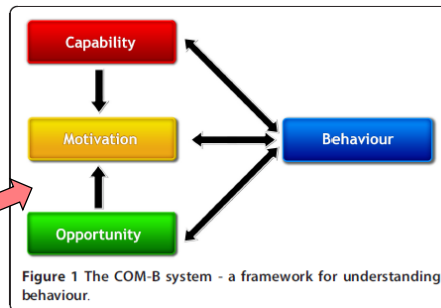 Capability
Motivation
Behaviour
Opportunity
Figure 1 The COM-B system - a framework for understanding
behaviour.